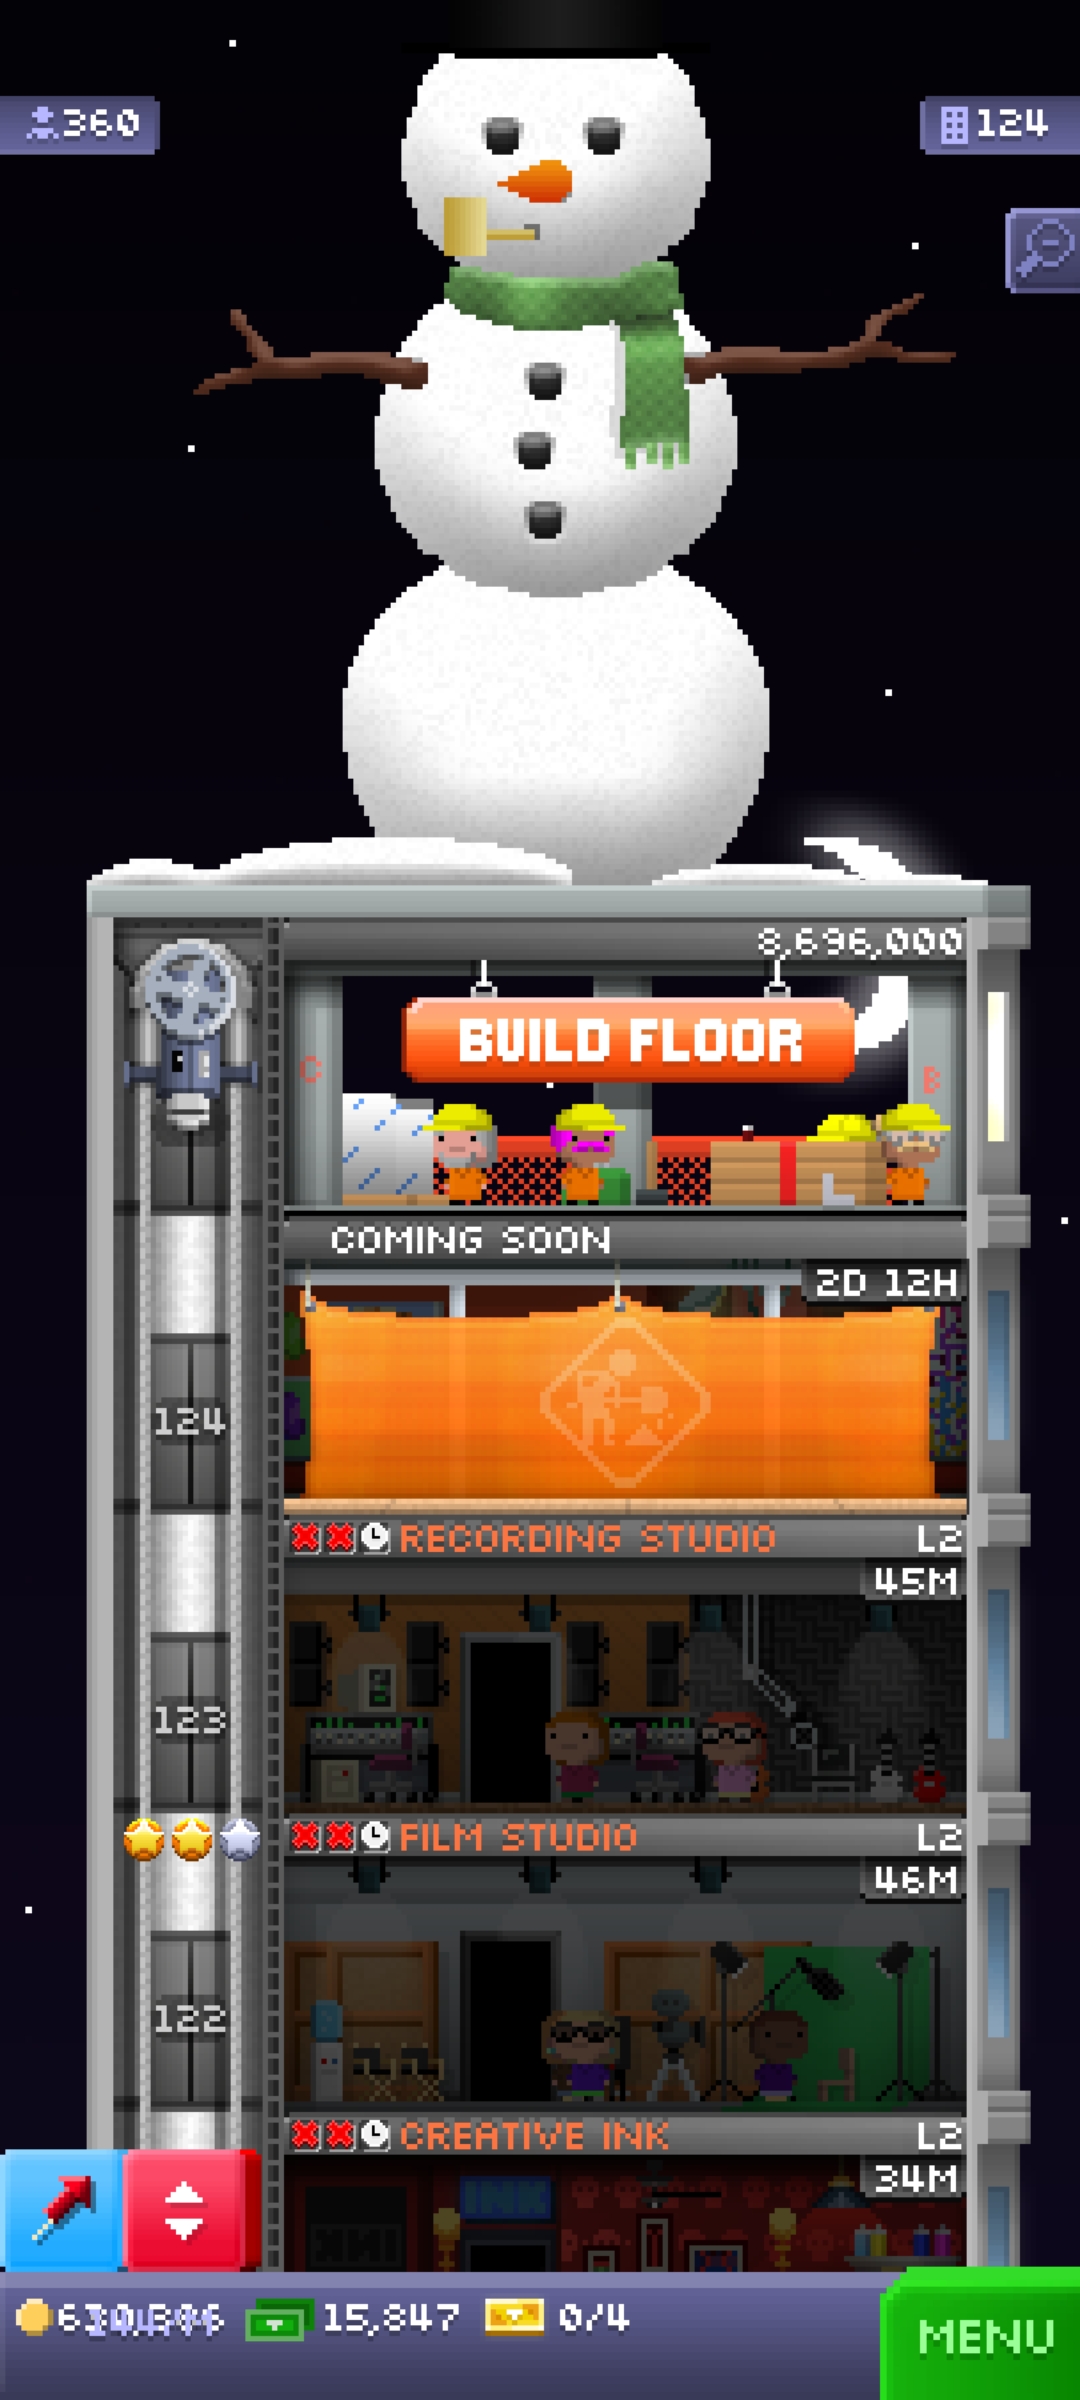 360
124
8,696,000
BUILD FLOOR
C
B
L
COMING SOON
2D 12H
124
RECORDING STUDIO L2
45M
123
FILM STUDIO L2
46M
122
CREATIVE INK L2
34M
INK
15,847
0/4
MENU